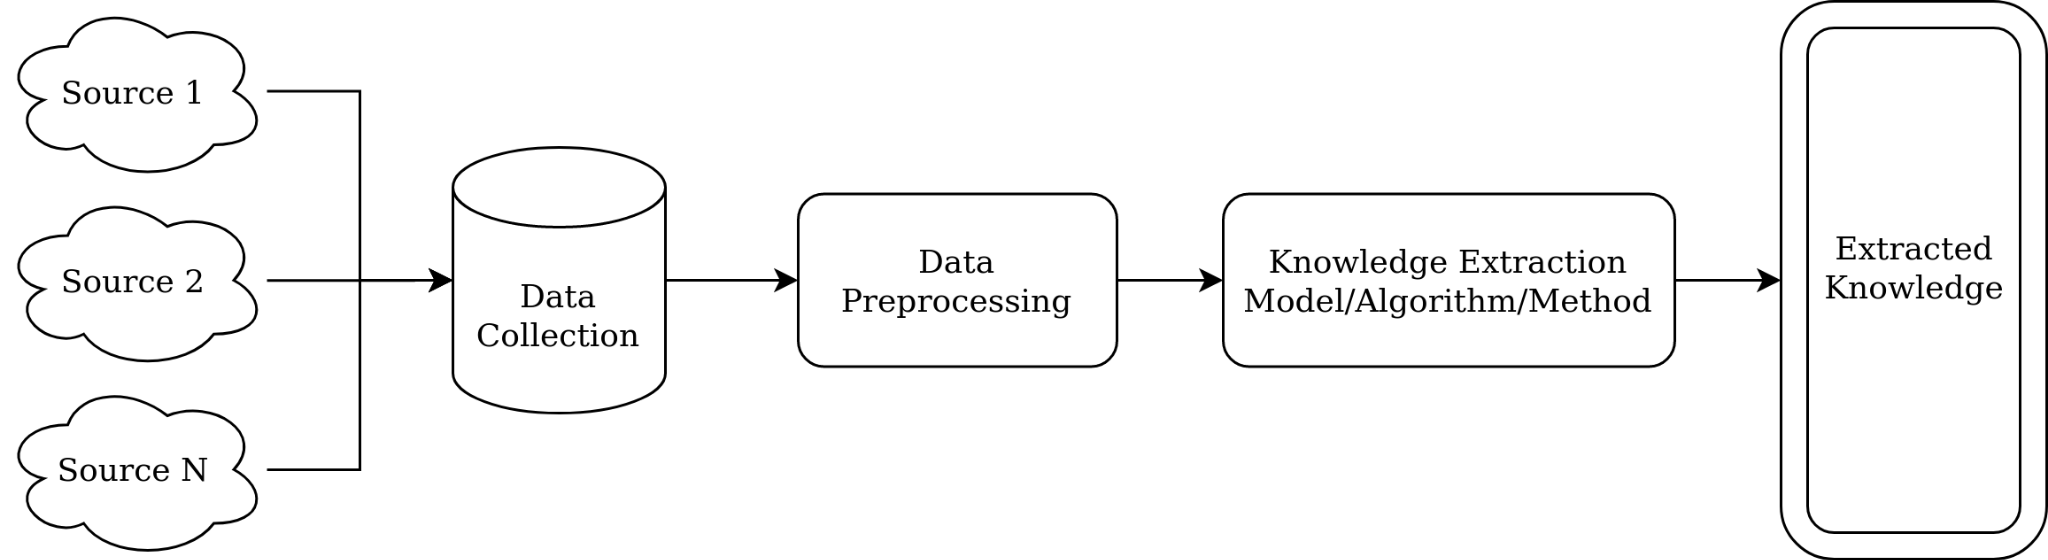 Source 1
Source 2
Source N
Data
Collection
Data
Preprocessing
Knowledge Extraction
Model/Algorithm/Method
Extracted
Knowledge